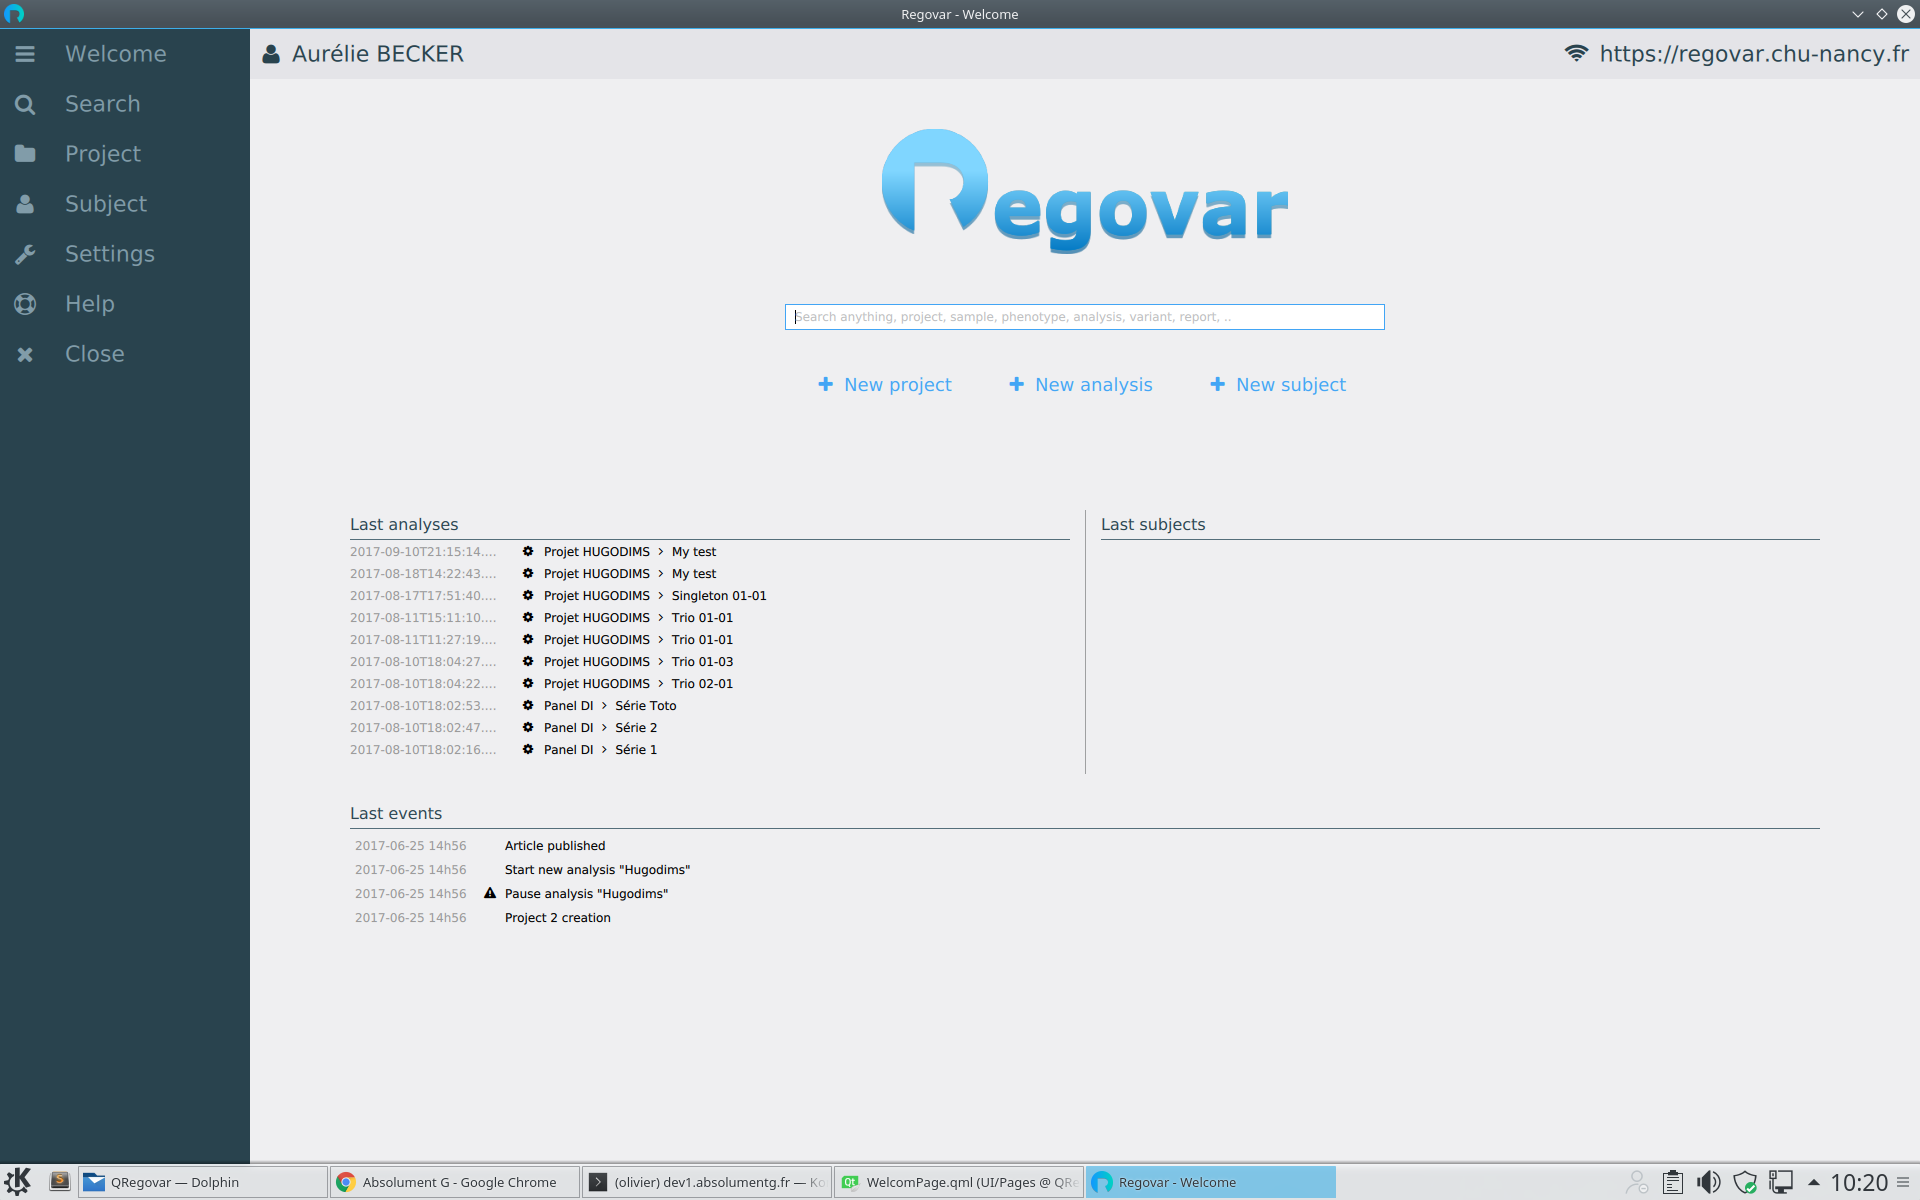 Regovar - Welcome
Welcome
Search
Project
Subject
Settings
Help
Close
Aurélie BECKER
https://regovar.chu-nancy.fr
Regovar
Search anything, project, sample, phenotype, analysis, variant, report, ..
New project
New analysis
New subject
Last analyses
2017-09-10T21:15:14.... Projet HUGODIMS > My test
2017-08-18T14:22:43.... Projet HUGODIMS > My test
2017-08-17T17:51:40.... Projet HUGODIMS > Singleton 01-01
2017-08-11T15:11:10.... Projet HUGODIMS > Trio 01-01
2017-08-11T11:27:19.... Projet HUGODIMS > Trio 01-01
2017-08-10T18:04:27.... Projet HUGODIMS > Trio 01-03
2017-08-10T18:04:22.... Projet HUGODIMS > Trio 02-01
2017-08-10T18:02:53.... Panel DI > Série Toto
2017-08-10T18:02:47.... Panel DI > Série 2
2017-08-10T18:02:16.... Panel DI > Série 1
Last subjects
Last events
2017-06-25 14h56 Article published
2017-06-25 14h56 Start new analysis "Hugodims"
2017-06-25 14h56 Pause analysis "Hugodims"
2017-06-25 14h56 Project 2 creation
QRegovar — Dolphin
Absolument G - Google Chrome
(olivier) dev1.absolumentg.fr — Ko
WelcomPage.qml (UI/Pages @ QRe
Regovar - Welcome
10:20